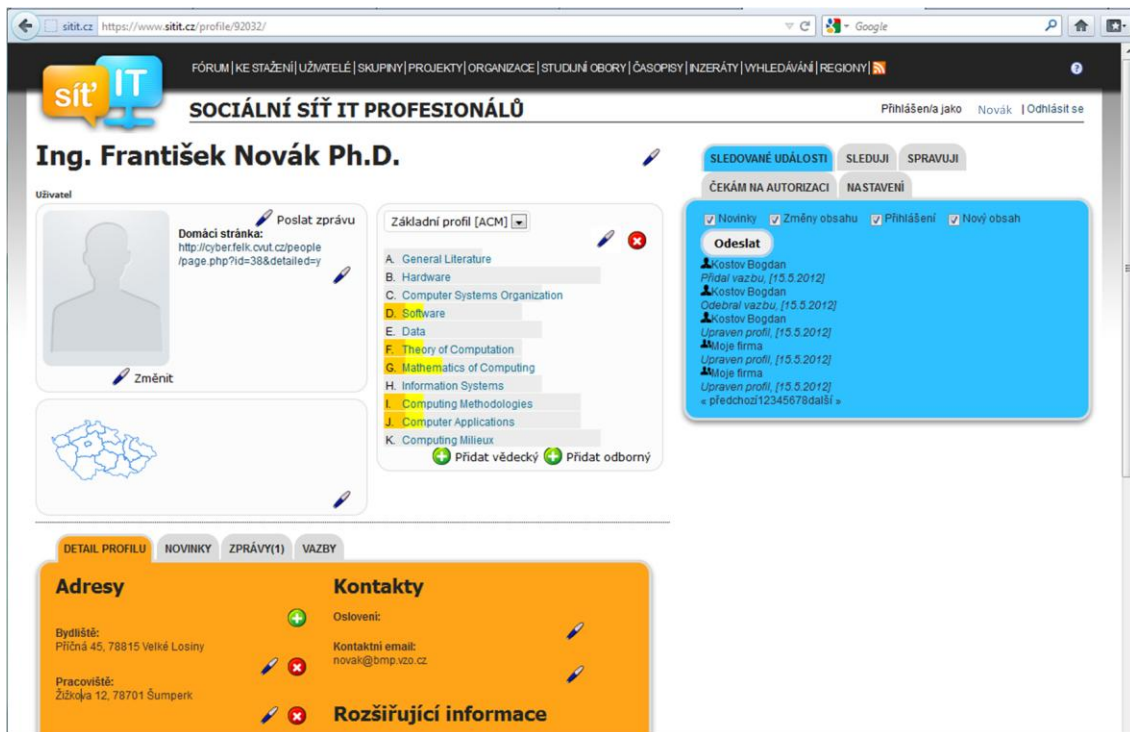 sitit.cz https://www.sitit.cz/profile/92032/
Google
síť IT
FÓRUM|KE STAŽENÍ|UŽIVATELÉ|SKUPINY|PROJEKTY|ORGANIZACE|STUDIJNÍ OBORY|ČASOPISY|INZERÁTY|VYHLEDÁVÁNÍ|REGIONY|
SOCIÁLNÍ SÍŤ IT PROFESIONÁLŮ
Přihlášen/a jako Novák | Odhlásit se
Ing. František Novák Ph.D.
Uživatel
Poslat zprávu
Domácí stránka:
http://cyber.felk.cvut.cz/people
/page.php?id=38&detailed=y
Změnit
Základní profil [ACM]
A. General Literature
B. Hardware
C. Computer Systems Organization
D. Software
E. Data
F. Theory of Computation
G. Mathematics of Computing
H. Information Systems
I. Computing Methodologies
J. Computer Applications
K. Computing Milieux
Přidat vědecký Přidat odborný
SLEDOVANÉ UDÁLOSTI SLEDUJI SPRAVUJI
ČEKÁM NA AUTORIZACI NASTAVENÍ
Novinky Změny obsahu Přihlášení Nový obsah
Odeslat
Kostov Bogdan
Přidal vazbu, [15.5.2012]
Kostov Bogdan
Odebral vazbu, [15.5.2012]
Kostov Bogdan
Upraven profil, [15.5.2012]
Moje firma
Upraven profil, [15.5.2012]
Moje firma
Upraven profil, [15.5.2012]
« předchozí12345678další »
DETAIL PROFILU NOVINKY ZPRÁVY(1) VAZBY
Adresy
Bydliště:
Příčná 45, 78815 Velké Losiny
Pracoviště:
Žižkova 12, 78701 Šumperk
Kontakty
Oslovení:
Kontaktní email:
novak@bmp.vzo.cz
Rozšiřující informace